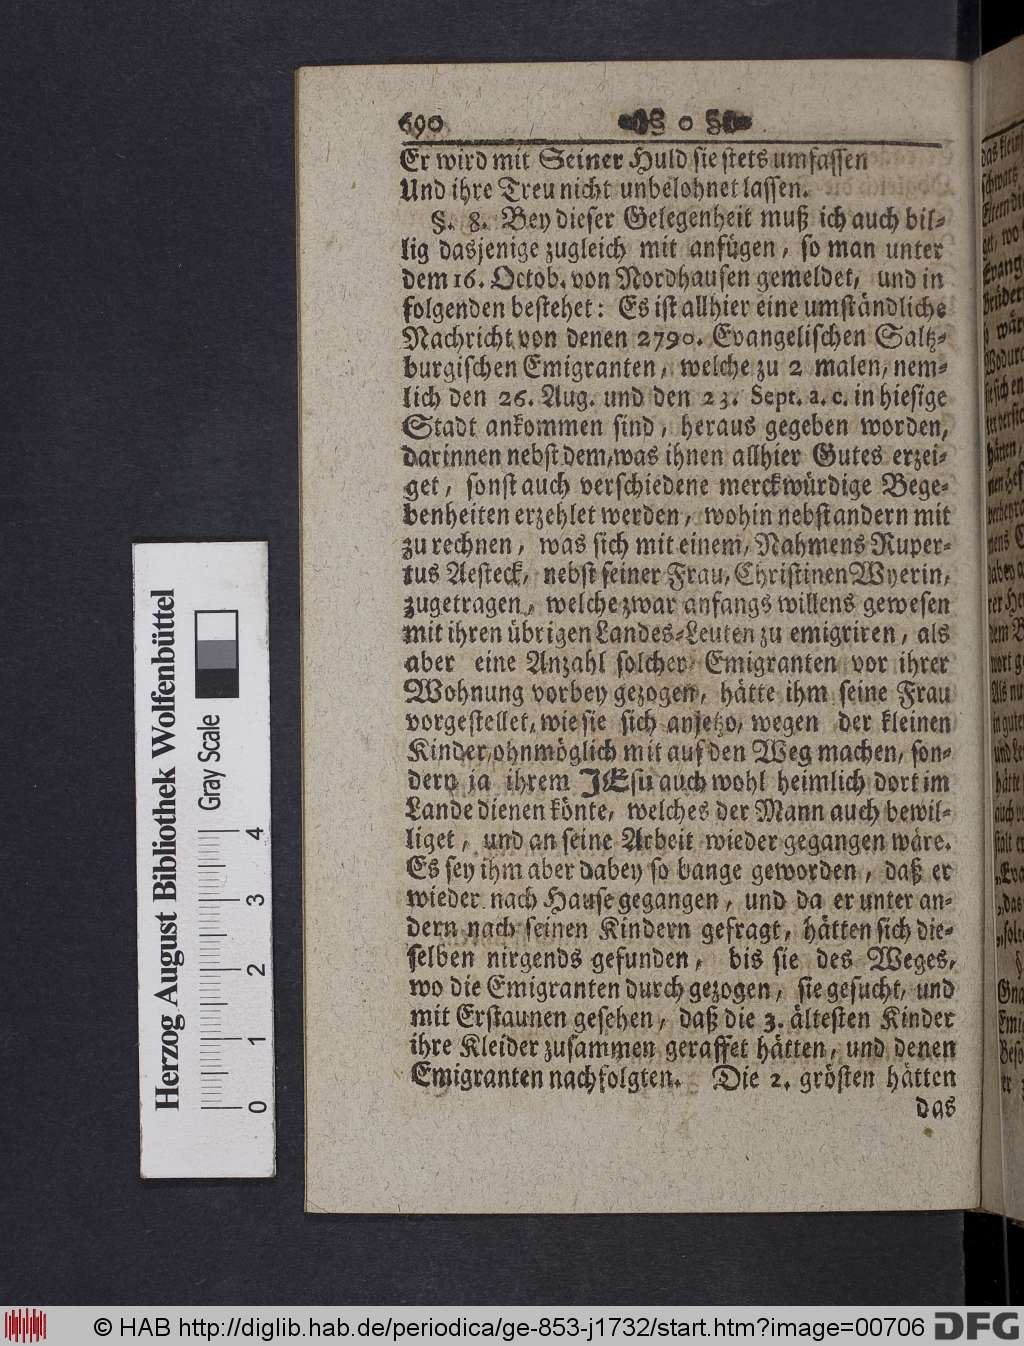 690 o
Er wird mit Seiner Huld sie stets umfassen
Und ihre Treu nicht unbelohnet lassen.
§. 8. Bey dieser Gelegenheit muß ich auch bil-
lig dasjenige zugleich mit anfügen, so man unter
dem 16. Octob. von Nordhausen gemeldet, und in
folgenden bestehet: Es ist allhier eine umständliche
Nachricht von denen 2790. Evangelischen Saltz-
burgischen Emigranten, welche zu 2 malen, nem-
lich den 26. Aug. und den 23. Sept. a. c. in hiesige
Stadt ankommen sind, heraus gegeben worden,
darinnen nebst dem, was ihnen allhier Gutes erzei-
get, sonst auch verschiedene merckwürdige Bege-
benheiten erzehlet werden, wohin nebst andern mit
zu rechnen, was sich mit einem, Nahmens Ruper-
tus Aesteck, nebst seiner Frau, Christinen Wyerin,
zugetragen, welche zwar anfangs willens gewesen
mit ihren übrigen Landes-Leuten zu emigriren, als
aber eine Anzahl solcher Emigranten vor ihrer
Wohnung vorbey gezogen, hätte ihm seine Frau
vorgestellet, wie sie sich anjetzo, wegen der kleinen
Kinder, ohnmöglich mit auf den Weg machen, son-
dern ja ihrem JEsu auch wohl heimlich dort im
Lande dienen könte, welches der Mann auch bewil-
liget, und an seine Arbeit wieder gegangen wäre.
Es sey ihm aber dabey so bange geworden, daß er
wieder nach Hause gegangen, und da er unter an-
dern nach seinen Kindern gefragt, hätten sich die-
selben nirgends gefunden, bis sie des Weges,
wo die Emigranten durch gezogen, sie gesucht, und
mit Erstaunen gesehen, daß die 3. ältesten Kinder
ihre Kleider zusammen geraffet hätten, und denen
Emigranten nachfolgten. Die 2. grösten hätten
das
Herzog August Bibliothek Wolfenbüttel
Gray Scale
0 1 2 3 4
© HAB http://diglib.hab.de/periodica/ge-853-j1732/start.htm?image=00706
DFG